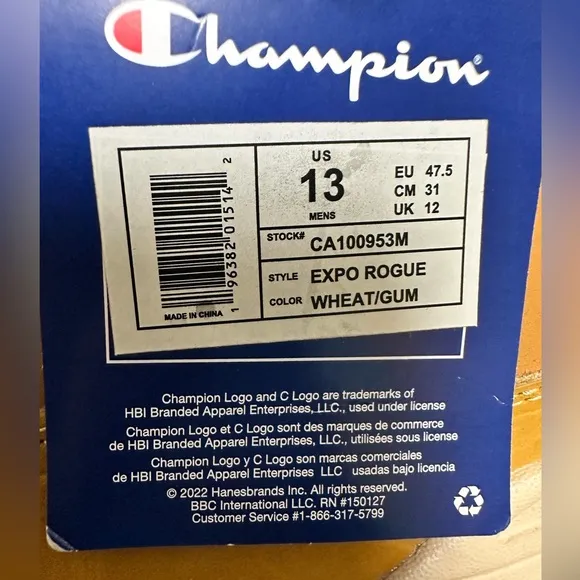 Champion
US
13
MENS
EU 47.5
CM 31
UK 12
1 96382 01514 2
MADE IN CHINA
STOCK# CA100953M
STYLE EXPO ROGUE
COLOR WHEAT/GUM
Champion Logo and C Logo are trademarks of
HBI Branded Apparel Enterprises, LLC., used under license
Champion Logo et C Logo sont des marques de commerce
de HBI Branded Apparel Enterprises, LLC., utilisées sous license
Champion Logo y C Logo son marcas comerciales
de HBI Branded Apparel Enterprises LLC usadas bajo licencia
© 2022 Hanesbrands Inc. All rights reserved.
BBC International LLC. RN #150127
Customer Service #1-866-317-5799